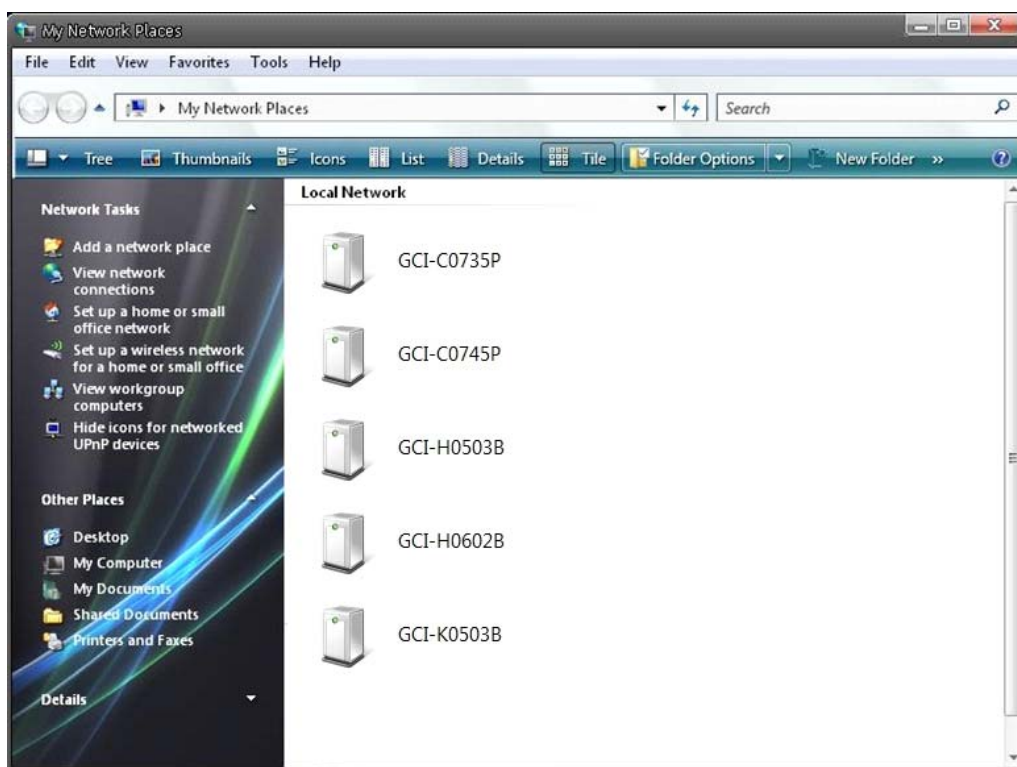 My Network Places
File Edit View Favorites Tools Help
My Network Places Search
Tree Thumbnails Icons List Details Tile Folder Options New Folder »
Network Tasks
Add a network place
View network
connections
Set up a home or small
office network
Set up a wireless network
for a home or small office
View workgroup
computers
Hide icons for networked
UPnP devices
Other Places
Desktop
My Computer
My Documents
Shared Documents
Printers and Faxes
Details
Local Network
GCI-C0735P
GCI-C0745P
GCI-H0503B
GCI-H0602B
GCI-K0503B